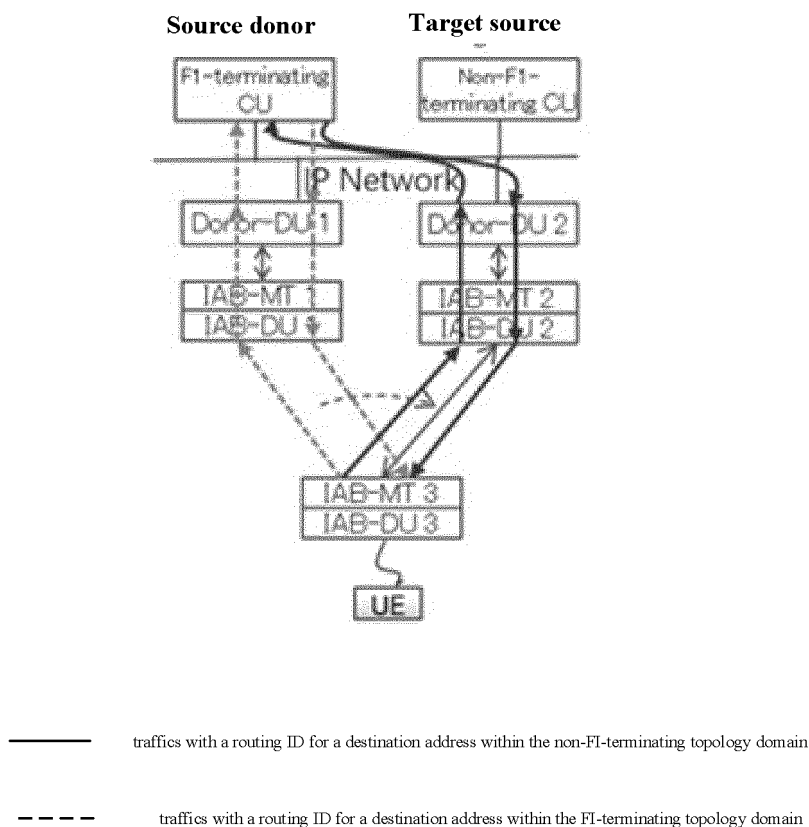 Source donor
Target source
F1-terminating
CU
Non-F1-
terminating CU
IP Network
Donor-DU 1
Donor-DU 2
IAB-MT 1
IAB-DU 1
IAB-MT 2
IAB-DU 2
IAB-MT 3
IAB-DU 3
UE
traffics with a routing ID for a destination address within the non-FI-terminating topology domain
traffics with a routing ID for a destination address within the FI-terminating topology domain